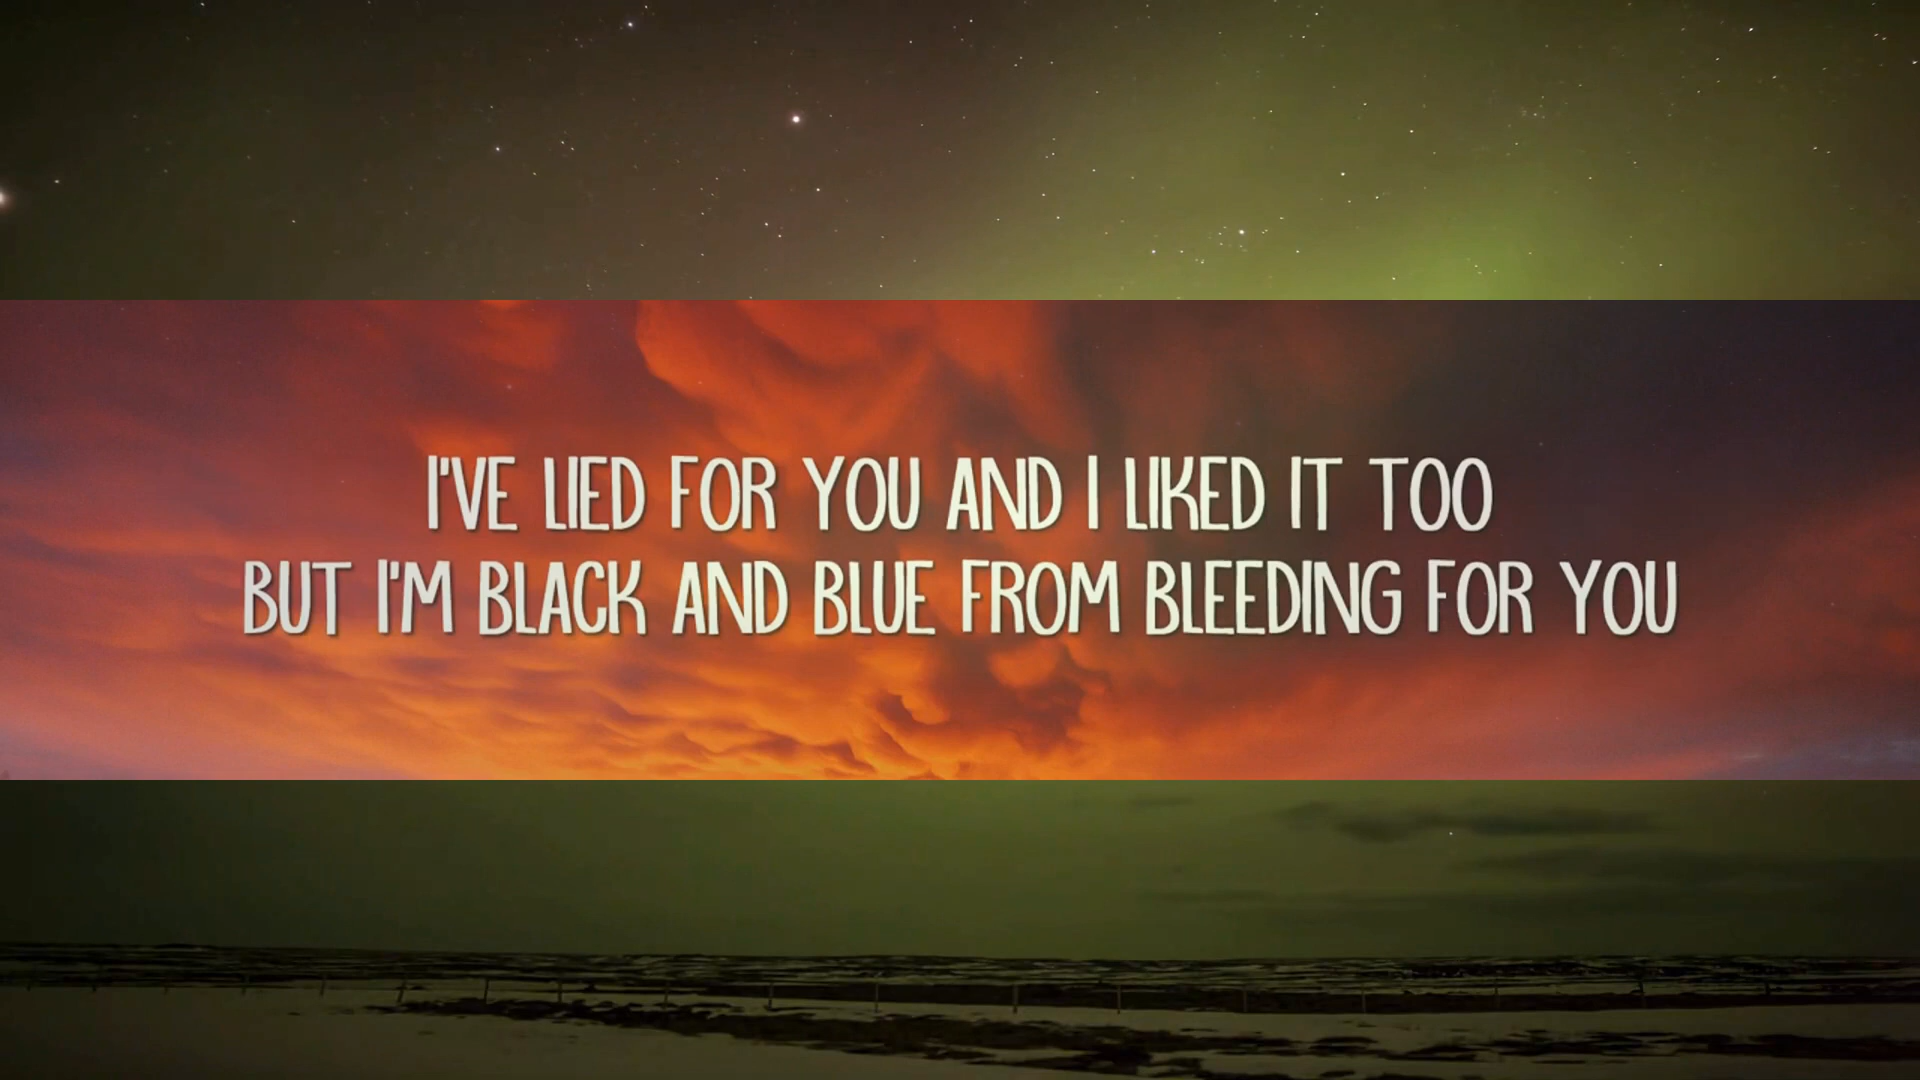 I'VE LIED FOR YOU AND I LIKED IT TOO
BUT I'M BLACK AND BLUE FROM BLEEDING FOR YOU